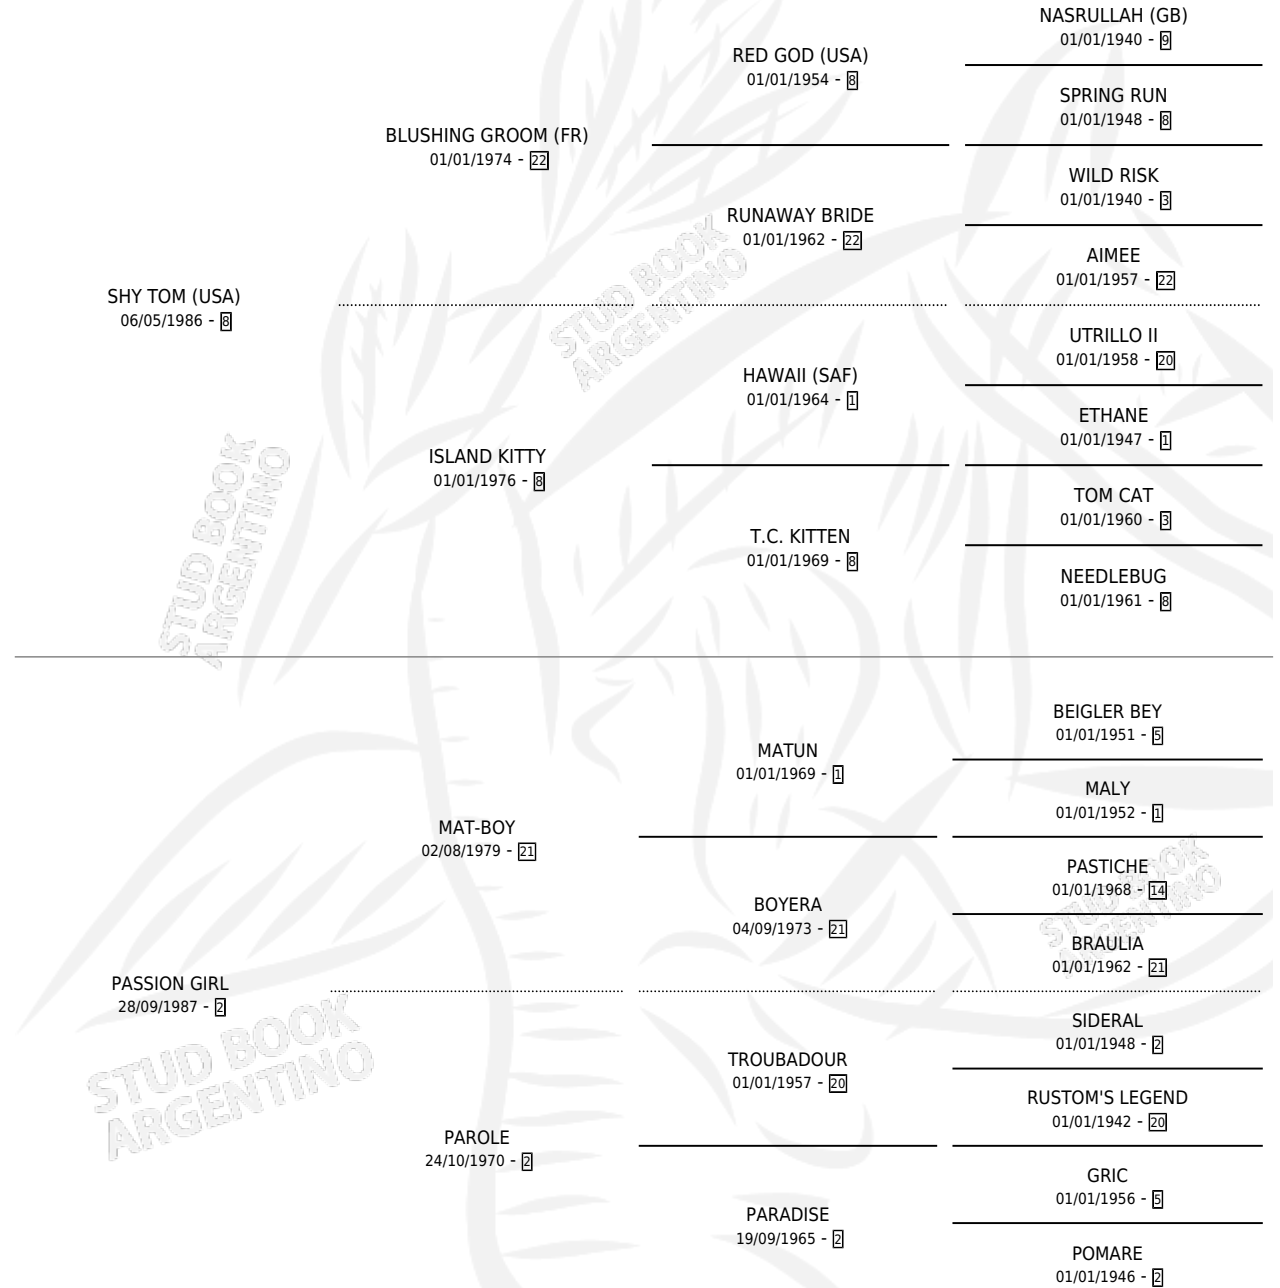 NASRULLAH (GB)
01/01/1940 - 9
RED GOD (USA)
01/01/1954 - 8
SPRING RUN
01/01/1948 - 8
BLUSHING GROOM (FR)
01/01/1974 - 22
WILD RISK
01/01/1940 - 3
RUNAWAY BRIDE
01/01/1962 - 22
AIMEE
01/01/1957 - 22
SHY TOM (USA)
06/05/1986 - 8
STUD BOOK
ARGENTINO
UTRILLO II
01/01/1958 - 20
HAWAII (SAF)
01/01/1964 - 1
ETHANE
01/01/1947 - 1
ISLAND KITTY
01/01/1976 - 8
TOM CAT
01/01/1960 - 3
T.C. KITTEN
01/01/1969 - 8
NEEDLEBUG
01/01/1961 - 8
STUD BOOK
ARGENTINO
BEIGLER BEY
01/01/1951 - 5
MATUN
01/01/1969 - 1
MALY
01/01/1952 - 1
MAT-BOY
02/08/1979 - 21
PASTICHE
01/01/1968 - 14
BOYERA
04/09/1973 - 21
STUD BOOK
ARGENTINO
BRAULIA
01/01/1962 - 21
PASSION GIRL
28/09/1987 - 2
SIDERAL
01/01/1948 - 2
TROUBADOUR
01/01/1957 - 20
STUD BOOK
ARGENTINO
RUSTOM'S LEGEND
01/01/1942 - 20
PAROLE
24/10/1970 - 2
GRIC
01/01/1956 - 5
PARADISE
19/09/1965 - 2
POMARE
01/01/1946 - 2